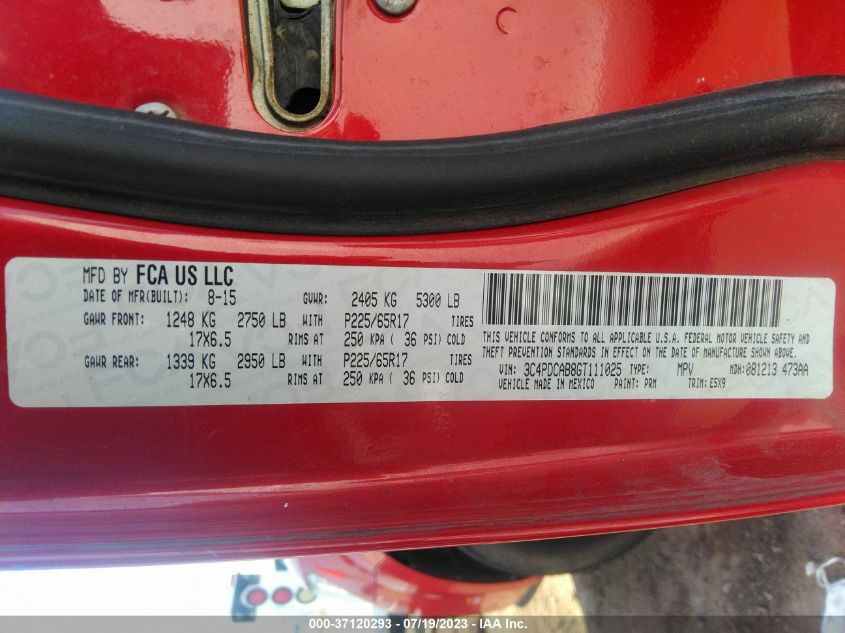 MFD BY FCA US LLC
DATE OF MFR(BUILT): 8-15 GVWR: 2405 KG 5300 LB
GAWR FRONT: 1248 KG 2750 LB WITH P225/65R17 TIRES
17X6.5 RIMS AT 250 KPA ( 36 PSI) COLD
GAWR REAR: 1339 KG 2950 LB WITH P225/65R17 TIRES
17X6.5 RIMS AT 250 KPA ( 36 PSI) COLD
THIS VEHICLE CONFORMS TO ALL APPLICABLE U.S.A. FEDERAL MOTOR VEHICLE SAFETY AND
THEFT PREVENTION STANDARDS IN EFFECT ON THE DATE OF MANUFACTURE SHOWN ABOVE.
VIN: 3C4PDCAB8GT111025 TYPE: MPV MDH: 081213 473AA
VEHICLE MADE IN MEXICO PAINT: PRM TRIM: E5X9
000-37120293 - 07/19/2023 - IAA Inc.